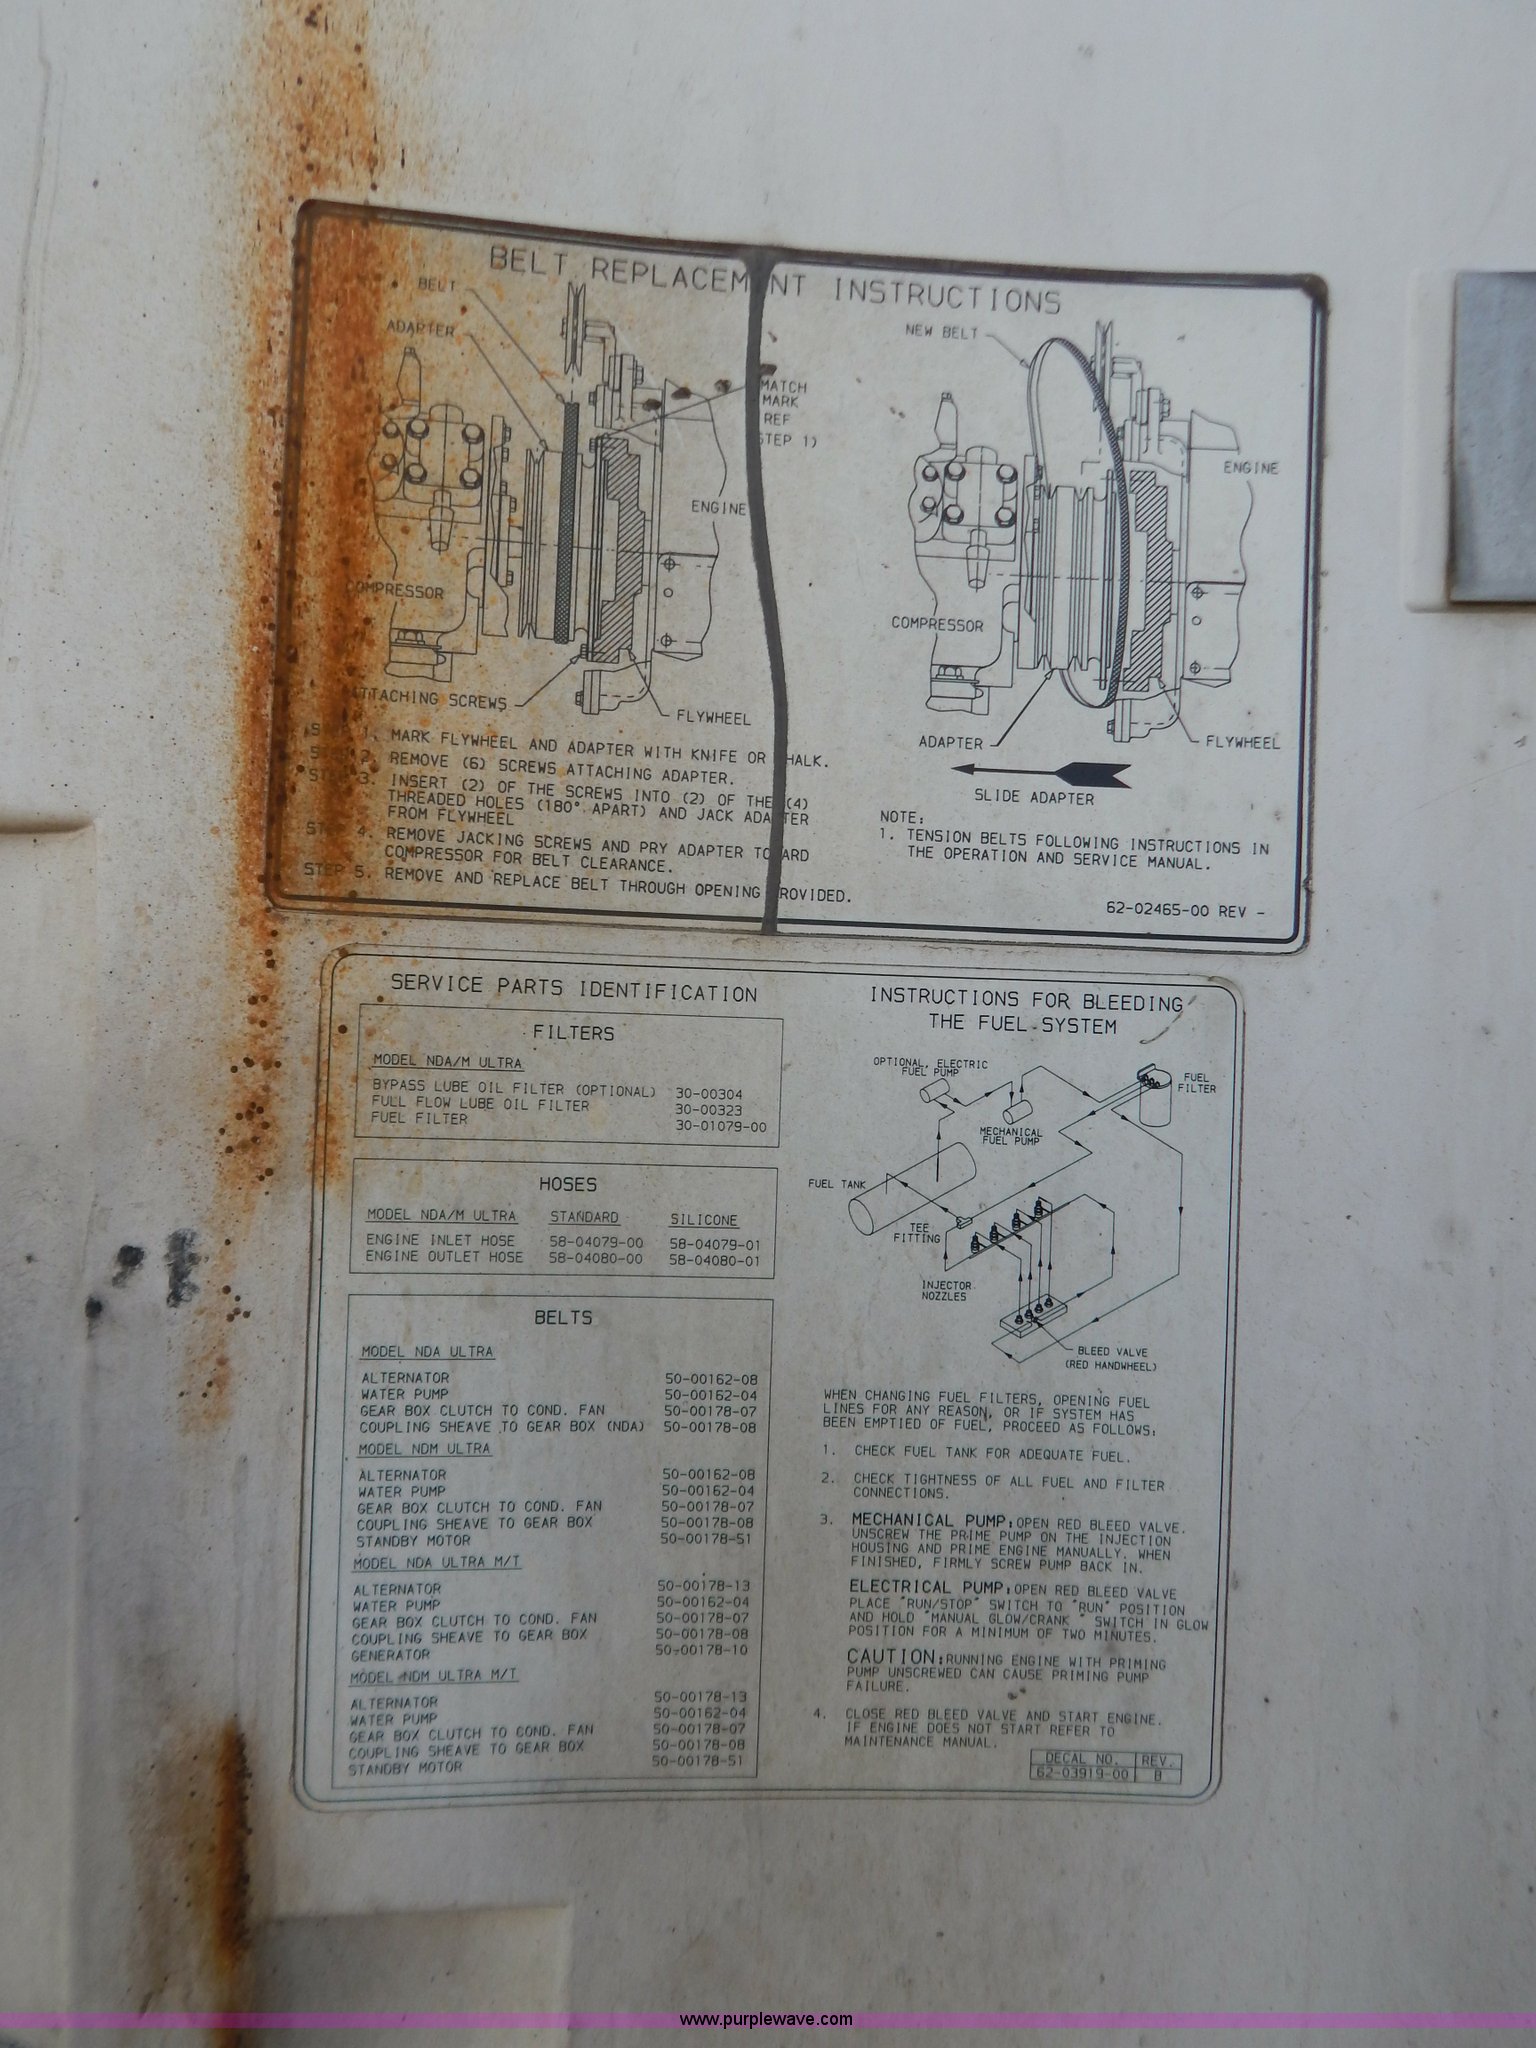 BELT REPLACEMENT INSTRUCTIONS
BELT
ADAPTER
MATCH
MARK
REF
STEP 1)
ENGINE
COMPRESSOR
ATTACHING SCREWS
FLYWHEEL
NEW BELT
ENGINE
COMPRESSOR
ADAPTER
FLYWHEEL
SLIDE ADAPTER
STEP 1. MARK FLYWHEEL AND ADAPTER WITH KNIFE OR CHALK.
STEP 2. REMOVE (6) SCREWS ATTACHING ADAPTER.
STEP 3. INSERT (2) OF THE SCREWS INTO (2) OF THE (4)
THREADED HOLES (180° APART) AND JACK ADAPTER
FROM FLYWHEEL
STEP 4. REMOVE JACKING SCREWS AND PRY ADAPTER TOWARD
COMPRESSOR FOR BELT CLEARANCE.
STEP 5. REMOVE AND REPLACE BELT THROUGH OPENING PROVIDED.
NOTE:
1. TENSION BELTS FOLLOWING INSTRUCTIONS IN
THE OPERATION AND SERVICE MANUAL.
62-02465-00 REV -
SERVICE PARTS IDENTIFICATION
FILTERS
MODEL NDA/M ULTRA
BYPASS LUBE OIL FILTER (OPTIONAL) 30-00304
FULL FLOW LUBE OIL FILTER 30-00323
FUEL FILTER 30-01079-00
HOSES
MODEL NDA/M ULTRA STANDARD SILICONE
ENGINE INLET HOSE 58-04079-00 58-04079-01
ENGINE OUTLET HOSE 58-04080-00 58-04080-01
BELTS
MODEL NDA ULTRA
ALTERNATOR 50-00162-08
WATER PUMP 50-00162-04
GEAR BOX CLUTCH TO COND. FAN 50-00178-07
COUPLING SHEAVE TO GEAR BOX (NDA) 50-00178-08
MODEL NDM ULTRA
ALTERNATOR 50-00162-08
WATER PUMP 50-00162-04
GEAR BOX CLUTCH TO COND. FAN 50-00178-07
COUPLING SHEAVE TO GEAR BOX 50-00178-08
STANDBY MOTOR 50-00178-51
MODEL NDA ULTRA M/T
ALTERNATOR 50-00178-13
WATER PUMP 50-00162-04
GEAR BOX CLUTCH TO COND. FAN 50-00178-07
COUPLING SHEAVE TO GEAR BOX 50-00178-08
GENERATOR 50-00178-10
MODEL NDM ULTRA M/T
ALTERNATOR 50-00178-13
WATER PUMP 50-00162-04
GEAR BOX CLUTCH TO COND. FAN 50-00178-07
COUPLING SHEAVE TO GEAR BOX 50-00178-08
STANDBY MOTOR 50-00178-51
INSTRUCTIONS FOR BLEEDING
THE FUEL SYSTEM
OPTIONAL, ELECTRIC
FUEL PUMP
FUEL
FILTER
MECHANICAL
FUEL PUMP
FUEL TANK
TEE
FITTING
INJECTOR
NOZZLES
BLEED VALVE
(RED HANDWHEEL)
WHEN CHANGING FUEL FILTERS, OPENING FUEL
LINES FOR ANY REASON, OR IF SYSTEM HAS
BEEN EMPTIED OF FUEL, PROCEED AS FOLLOWS:
1. CHECK FUEL TANK FOR ADEQUATE FUEL.
2. CHECK TIGHTNESS OF ALL FUEL AND FILTER
CONNECTIONS.
3. MECHANICAL PUMP: OPEN RED BLEED VALVE.
UNSCREW THE PRIME PUMP ON THE INJECTION
HOUSING AND PRIME ENGINE MANUALLY. WHEN
FINISHED, FIRMLY SCREW PUMP BACK IN.
ELECTRICAL PUMP: OPEN RED BLEED VALVE
PLACE "RUN/STOP" SWITCH TO "RUN" POSITION
AND HOLD "MANUAL GLOW/CRANK " SWITCH IN GLOW
POSITION FOR A MINIMUM OF TWO MINUTES.
CAUTION: RUNNING ENGINE WITH PRIMING
PUMP UNSCREWED CAN CAUSE PRIMING PUMP
FAILURE.
4. CLOSE RED BLEED VALVE AND START ENGINE.
IF ENGINE DOES NOT START REFER TO
MAINTENANCE MANUAL.
DECAL NO. REV.
62-03919-00 B
www.purplewave.com